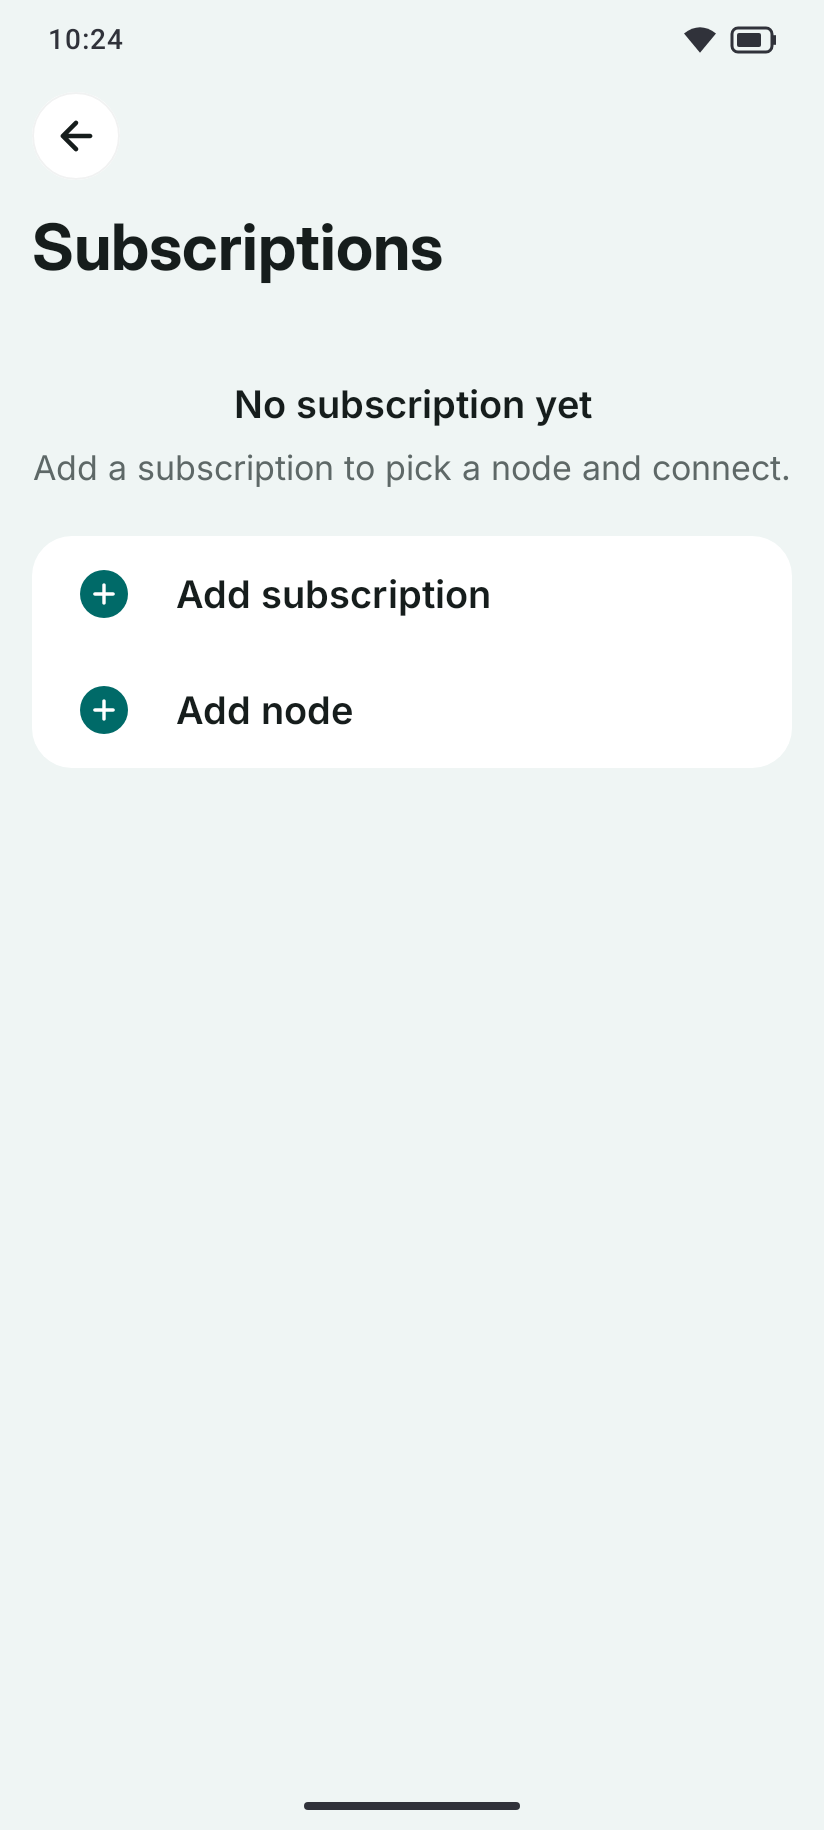 10:24
Subscriptions
No subscription yet
Add a subscription to pick a node and connect.
Add subscription
Add node